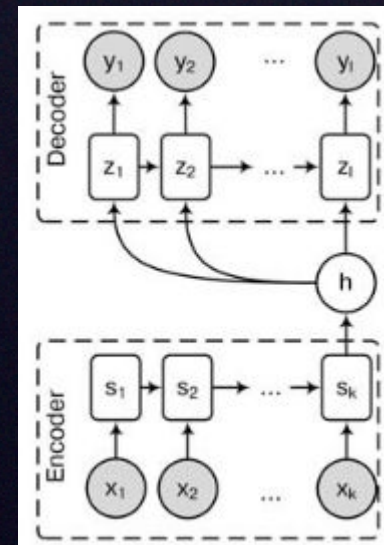 Decoder
y1 y2 ... yl
z1 z2 ... zl
h
Encoder
s1 s2 ... sk
x1 x2 ... xk